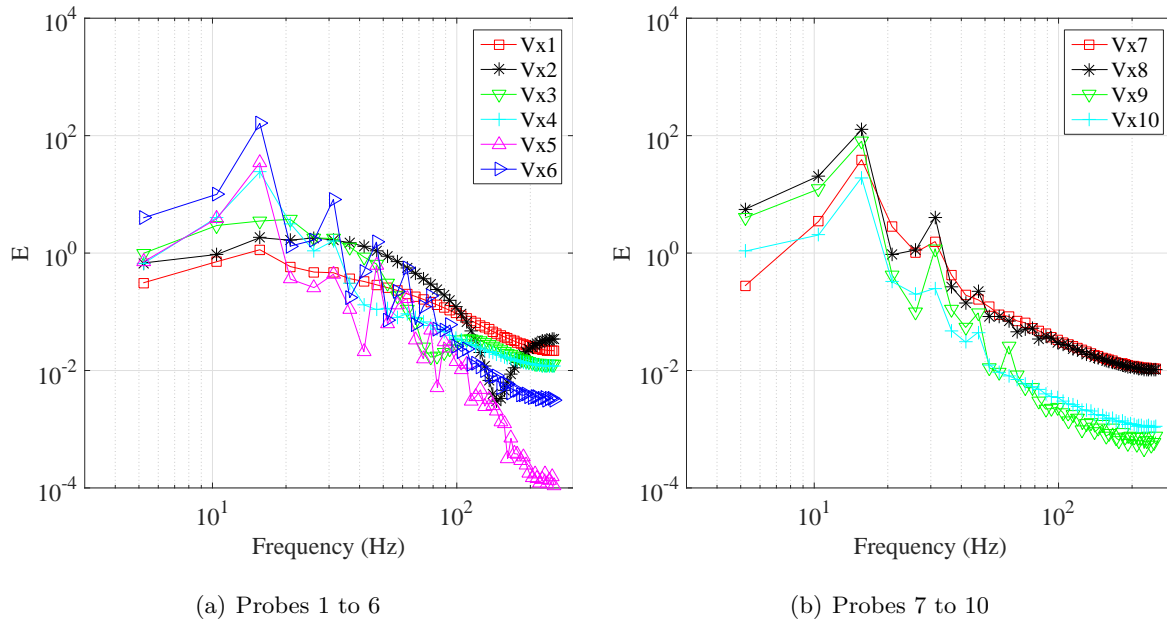 10^4
10^2
10^0
10^-2
10^-4
E
10^1
10^2
Frequency (Hz)
Vx1
Vx2
Vx3
Vx4
Vx5
Vx6
(a) Probes 1 to 6
10^4
10^2
10^0
10^-2
10^-4
E
10^1
10^2
Frequency (Hz)
Vx7
Vx8
Vx9
Vx10
(b) Probes 7 to 10